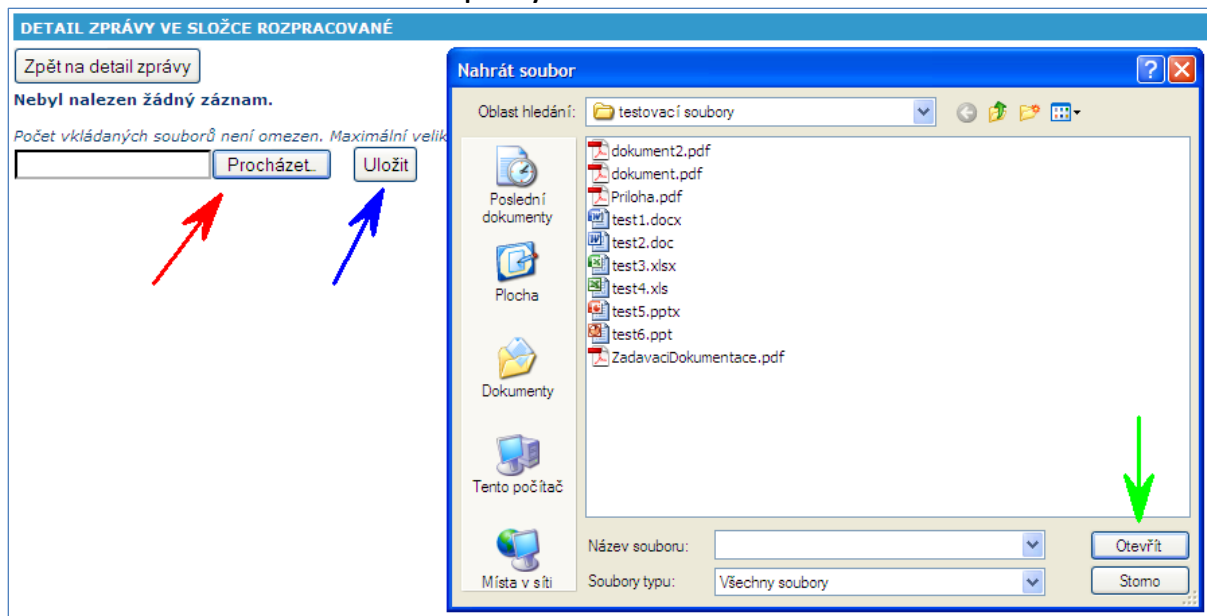 DETAIL ZPRÁVY VE SLOŽCE ROZPRACOVANÉ
Zpět na detail zprávy
Nebyl nalezen žádný záznam.
Počet vkládaných souborů není omezen. Maximální velik
Procházet..
Uložit
Nahrát soubor
Oblast hledání:
testovací soubory
Poslední
dokumenty
Plocha
Dokumenty
Tento počítač
Místa v síti
dokument2.pdf
dokument.pdf
Priloha.pdf
test1.docx
test2.doc
test3.xlsx
test4.xls
test5.pptx
test6.ppt
ZadavaciDokumentace.pdf
Název souboru:
Otevřít
Soubory typu:
Všechny soubory
Storno